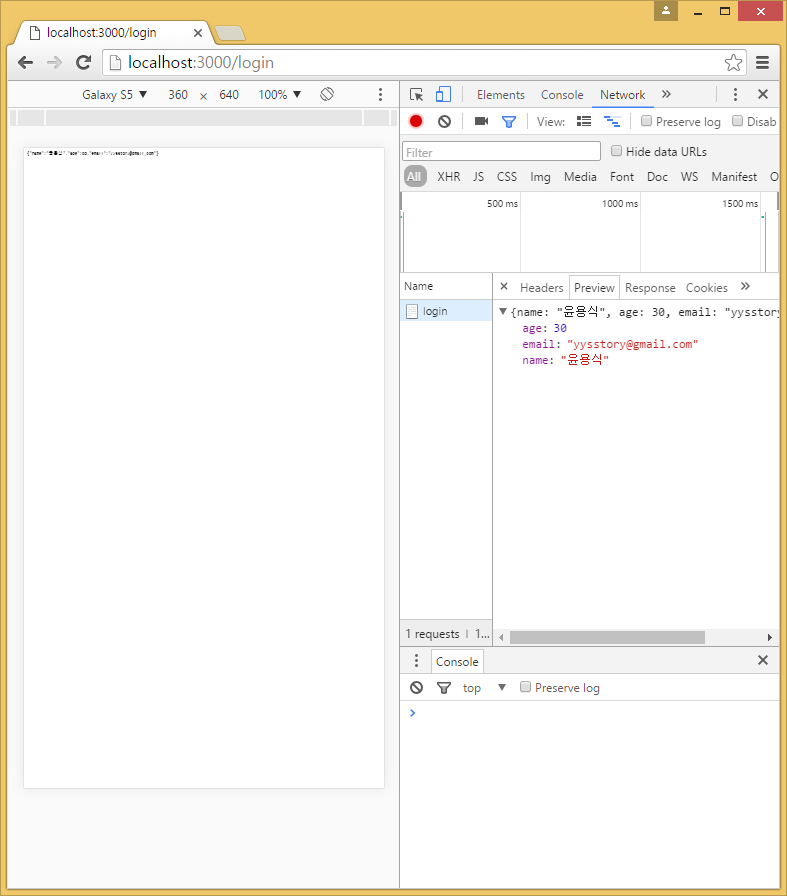 localhost:3000/login
localhost:3000/login
Galaxy S5 360 × 640 100%
Elements Console Network
View: Preserve log Disab
Filter Hide data URLs
All XHR JS CSS Img Media Font Doc WS Manifest O
500 ms 1000 ms 1500 ms
{"name":"윤용식","age":30,"email":"yysstory@gmail.com"}
Name
login
Headers Preview Response Cookies
{name: "윤용식", age: 30, email: "yysstory
age: 30
email: "yysstory@gmail.com"
name: "윤용식"
1 requests | 1...
Console
top Preserve log